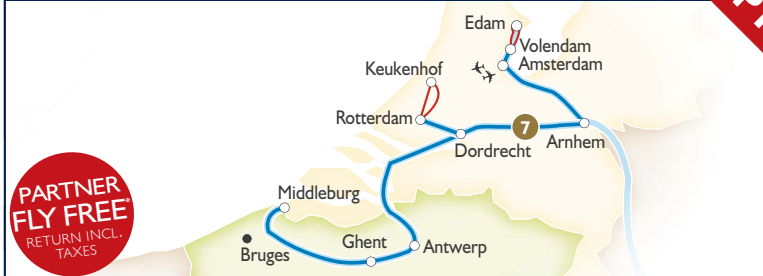 Edam
Volendam
Amsterdam
Keukenhof
Rotterdam
7
Dordrecht
Arnhem
PARTNER
FLY FREE*
RETURN INCL.
TAXES
Middleburg
Bruges
Ghent
Antwerp